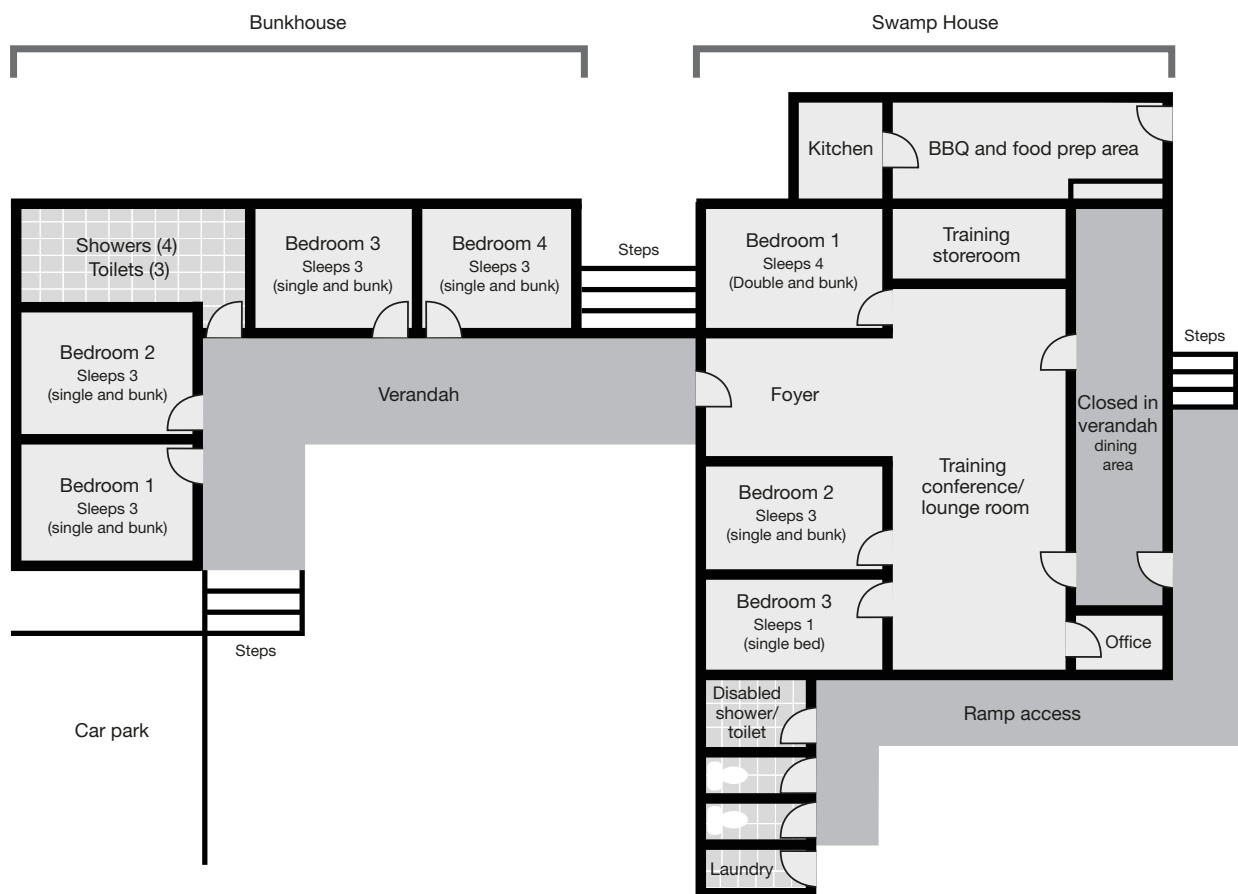 Bunkhouse
Swamp House
Kitchen
BBQ and food prep area
Showers (4)
Toilets (3)
Bedroom 3
Sleeps 3
(single and bunk)
Bedroom 4
Sleeps 3
(single and bunk)
Steps
Bedroom 1
Sleeps 4
(Double and bunk)
Training
storeroom
Bedroom 2
Sleeps 3
(single and bunk)
Verandah
Foyer
Steps
Closed in
verandah
dining
area
Bedroom 1
Sleeps 3
(single and bunk)
Training
conference/
lounge room
Bedroom 2
Sleeps 3
(single and bunk)
Bedroom 3
Sleeps 1
(single bed)
Office
Steps
Car park
Disabled
shower/
toilet
Ramp access
Laundry